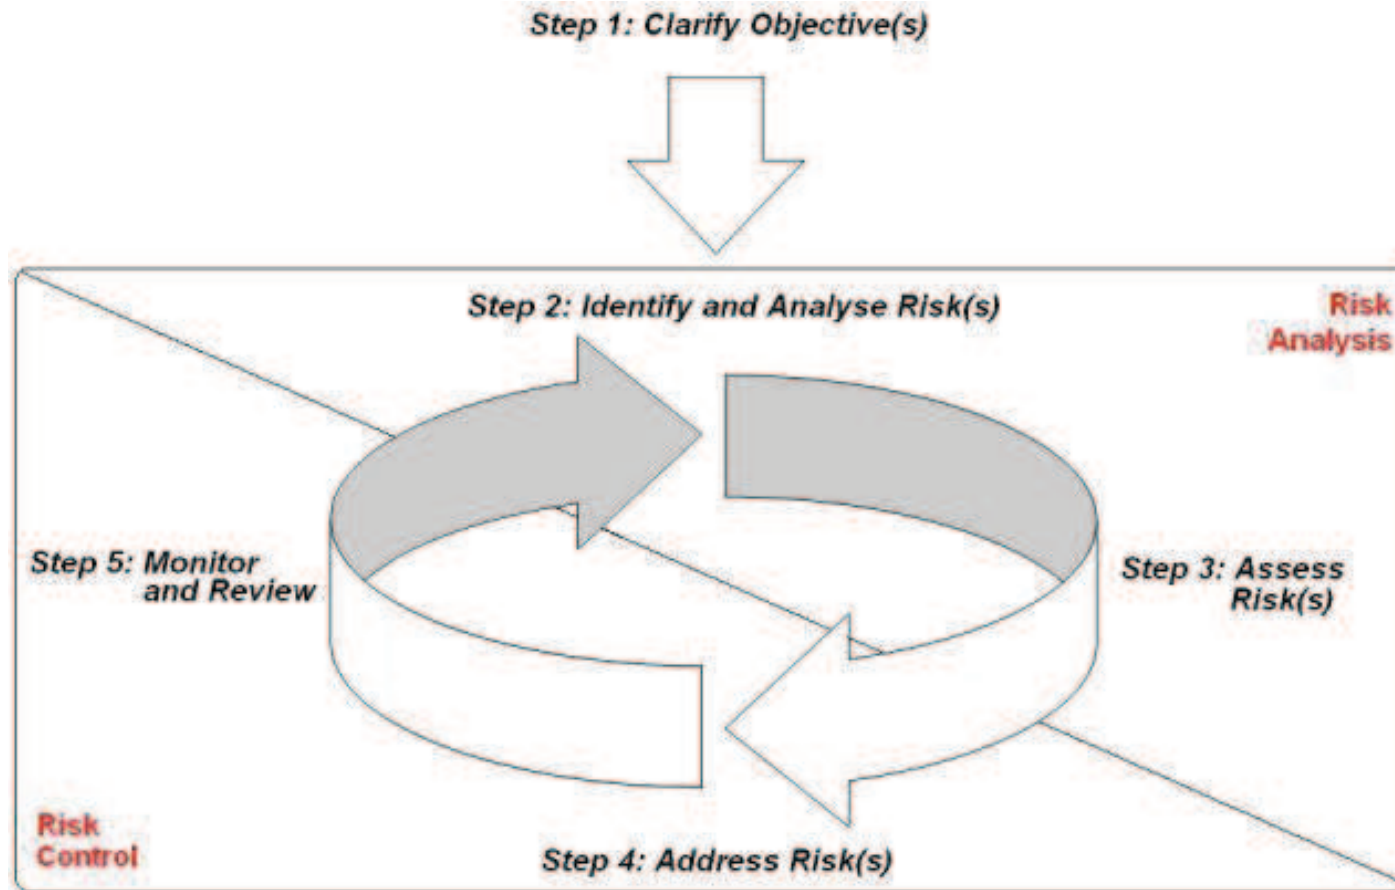 Step 1: Clarify Objective(s)
Step 2: Identify and Analyse Risk(s)
Risk
Analysis
Step 5: Monitor
and Review
Step 3: Assess
Risk(s)
Risk
Control
Step 4: Address Risk(s)